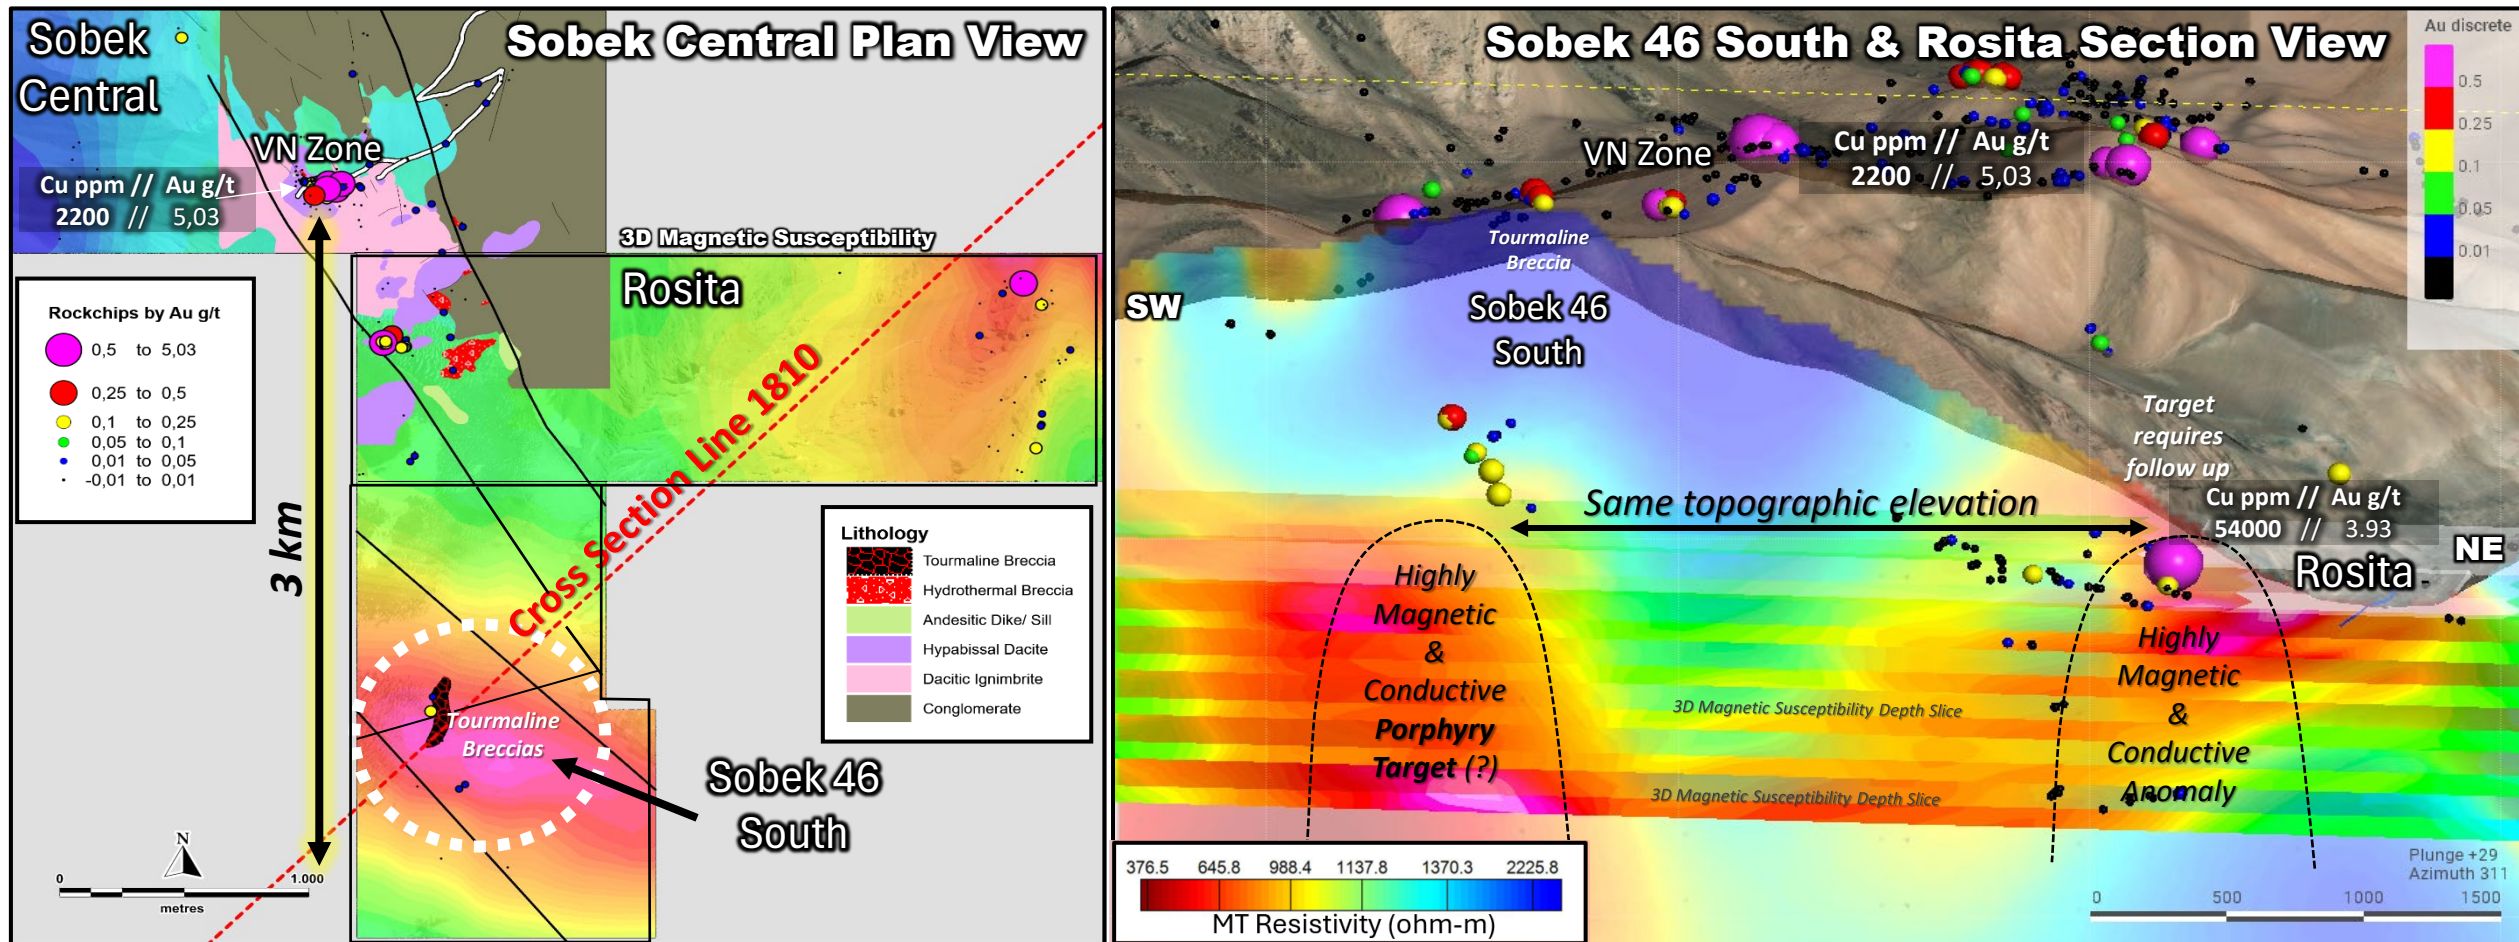 Sobek
Central
Sobek Central Plan View
VN Zone
Cu ppm // Au g/t
2200 // 5,03
3D Magnetic Susceptibility
Rosita
Rockchips by Au g/t
0,5 to 5,03
0,25 to 0,5
0,1 to 0,25
0,05 to 0,1
0,01 to 0,05
-0,01 to 0,01
3 km
Cross Section Line 1810
Lithology
Tourmaline Breccia
Hydrothermal Breccia
Andesitic Dike/ Sill
Hypabissal Dacite
Dacitic Ignimbrite
Conglomerate
Tourmaline
Breccias
Sobek 46
South
N
0 1.000
metres
Sobek 46 South & Rosita Section View
Au discrete
0.5
0.25
0.1
0.05
0.01
VN Zone
Cu ppm // Au g/t
2200 // 5,03
Tourmaline
Breccia
SW
Sobek 46
South
Target
requires
follow up
Cu ppm // Au g/t
54000 // 3.93
Same topographic elevation
NE
Rosita
Highly
Magnetic
&
Conductive
Porphyry
Target (?)
Highly
Magnetic
&
Conductive
Anomaly
3D Magnetic Susceptibility Depth Slice
3D Magnetic Susceptibility Depth Slice
376.5 645.8 988.4 1137.8 1370.3 2225.8
MT Resistivity (ohm-m)
Plunge +29
Azimuth 311
0 500 1000 1500